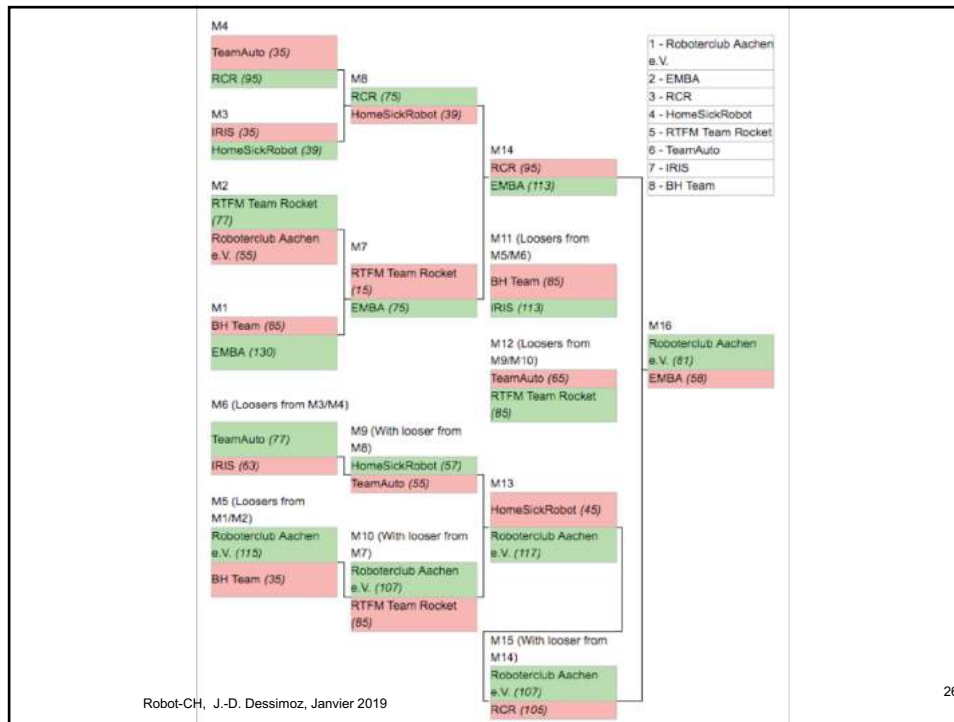 M4
TeamAuto (35)
RCR (95)
M3
IRIS (35)
HomeSickRobot (39)
M2
RTFM Team Rocket
(77)
Roboterclub Aachen
e.V. (55)
M1
BH Team (65)
EMBA (130)
M8
RCR (75)
HomeSickRobot (39)
M7
RTFM Team Rocket
(15)
EMBA (75)
M14
RCR (95)
EMBA (113)
M11 (Loosers from
M5/M6)
BH Team (85)
IRIS (113)
M12 (Loosers from
M9/M10)
TeamAuto (65)
RTFM Team Rocket
(85)
1 - Roboterclub Aachen
e.V.
2 - EMBA
3 - RCR
4 - HomeSickRobot
5 - RTFM Team Rocket
6 - TeamAuto
7 - IRIS
8 - BH Team
M16
Roboterclub Aachen
e.V. (81)
EMBA (58)
M6 (Loosers from M3/M4)
TeamAuto (77)
IRIS (63)
M5 (Loosers from
M1/M2)
Roboterclub Aachen
e.V. (115)
BH Team (35)
M9 (With looser from
M8)
HomeSickRobot (57)
TeamAuto (55)
M10 (With looser from
M7)
Roboterclub Aachen
e.V. (107)
RTFM Team Rocket
(65)
M13
HomeSickRobot (45)
Roboterclub Aachen
e.V. (117)
M15 (With looser from
M14)
Roboterclub Aachen
e.V. (107)
RCR (105)
Robot-CH, J.-D. Dessimoz, Janvier 2019
26